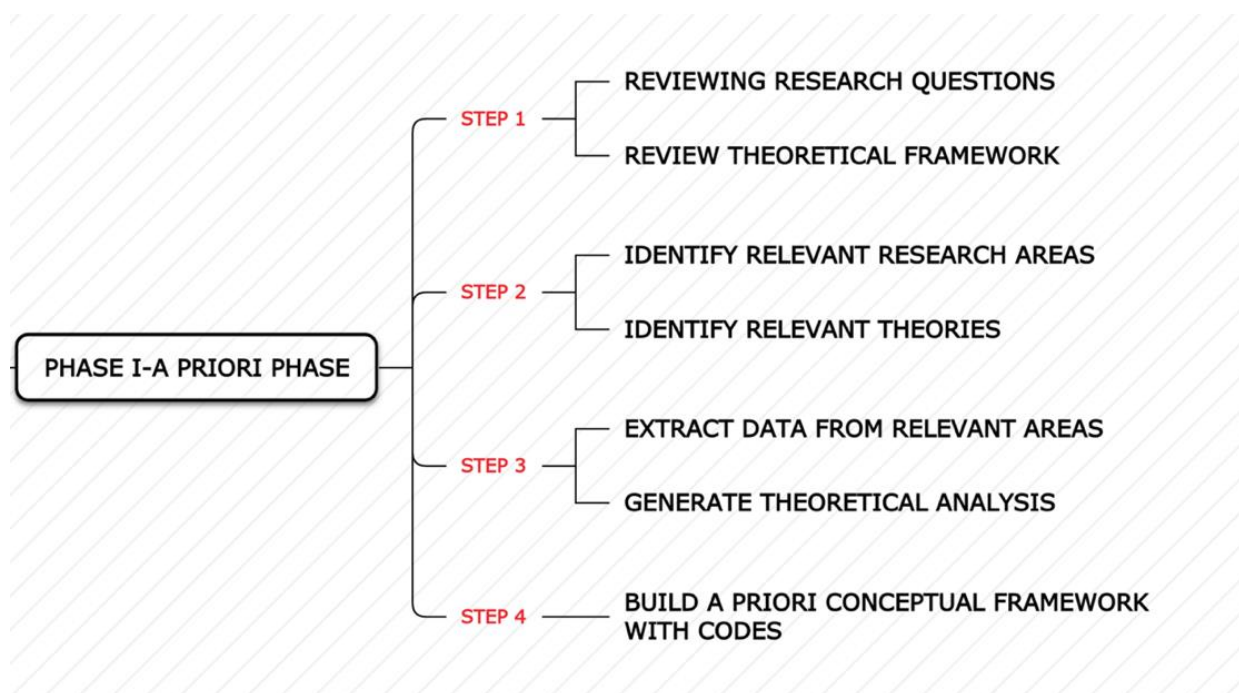 PHASE I-A PRIORI PHASE
STEP 1
REVIEWING RESEARCH QUESTIONS
REVIEW THEORETICAL FRAMEWORK
STEP 2
IDENTIFY RELEVANT RESEARCH AREAS
IDENTIFY RELEVANT THEORIES
STEP 3
EXTRACT DATA FROM RELEVANT AREAS
GENERATE THEORETICAL ANALYSIS
STEP 4
BUILD A PRIORI CONCEPTUAL FRAMEWORK
WITH CODES